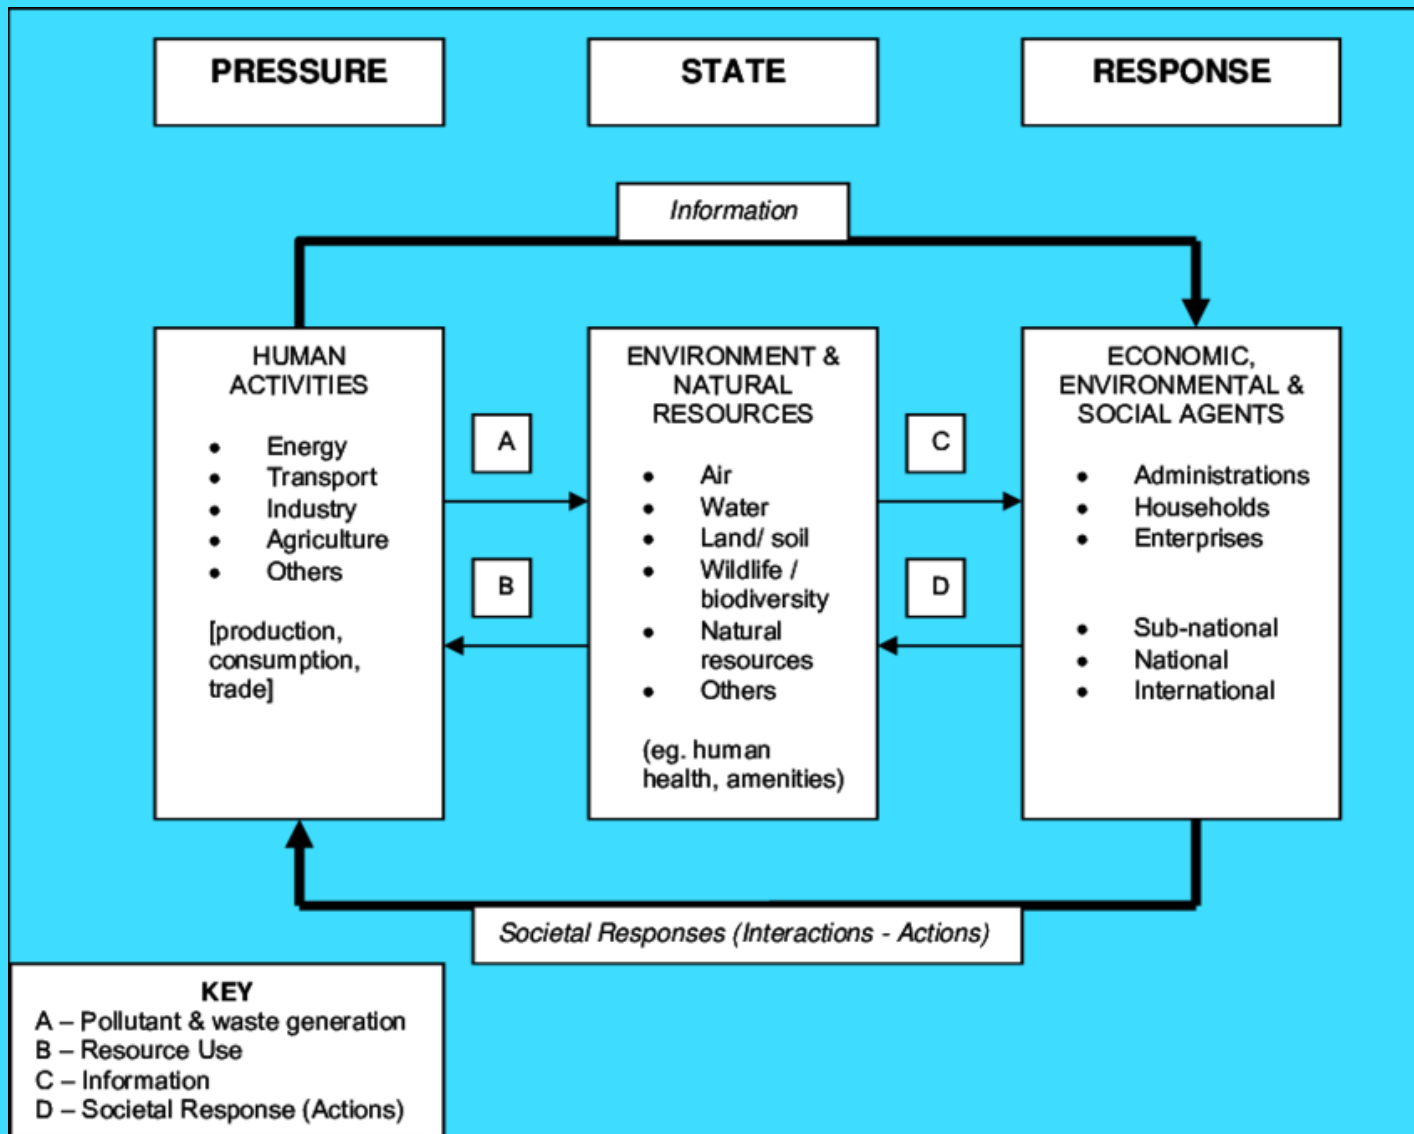 PRESSURE
STATE
RESPONSE
Information
HUMAN
ACTIVITIES
• Energy
• Transport
• Industry
• Agriculture
• Others
[production,
consumption,
trade]
A
B
ENVIRONMENT &
NATURAL
RESOURCES
• Air
• Water
• Land/ soil
• Wildlife /
biodiversity
• Natural
resources
• Others
(eg. human
health, amenities)
C
D
ECONOMIC,
ENVIRONMENTAL &
SOCIAL AGENTS
• Administrations
• Households
• Enterprises
• Sub-national
• National
• International
Societal Responses (Interactions - Actions)
KEY
A – Pollutant & waste generation
B – Resource Use
C – Information
D – Societal Response (Actions)